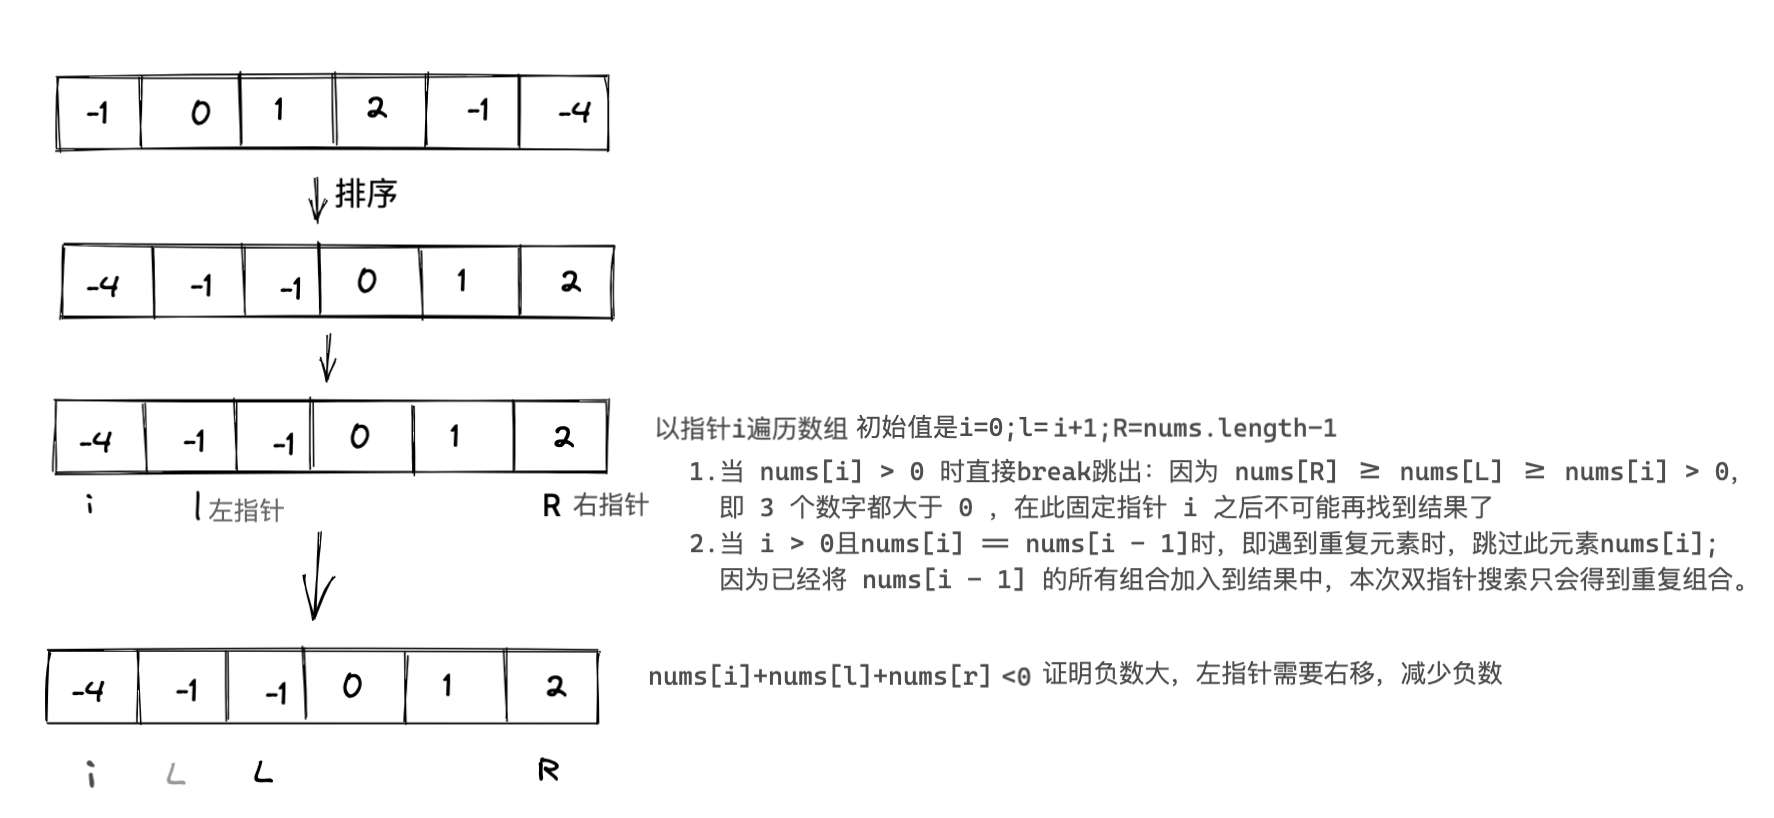 -1 0 1 2 -1 -4
排序
-4 -1 -1 0 1 2
-4 -1 -1 0 1 2
i l 左指针 R 右指针
以指针i遍历数组 初始值是i=0;l= i+1;R=nums.length-1
1.当 nums[i] > 0 时直接break跳出：因为 nums[R] ≥ nums[L] ≥ nums[i] > 0，
即 3 个数字都大于 0 ，在此固定指针 i 之后不可能再找到结果了
2.当 i > 0且nums[i] == nums[i - 1]时，即遇到重复元素时，跳过此元素nums[i];
因为已经将 nums[i - 1] 的所有组合加入到结果中，本次双指针搜索只会得到重复组合。
-4 -1 -1 0 1 2
nums[i]+nums[l]+nums[r] <0 证明负数大，左指针需要右移，减少负数
i L L R